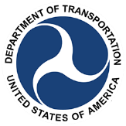 DEPARTMENT OF TRANSPORTATION
UNITED STATES OF AMERICA